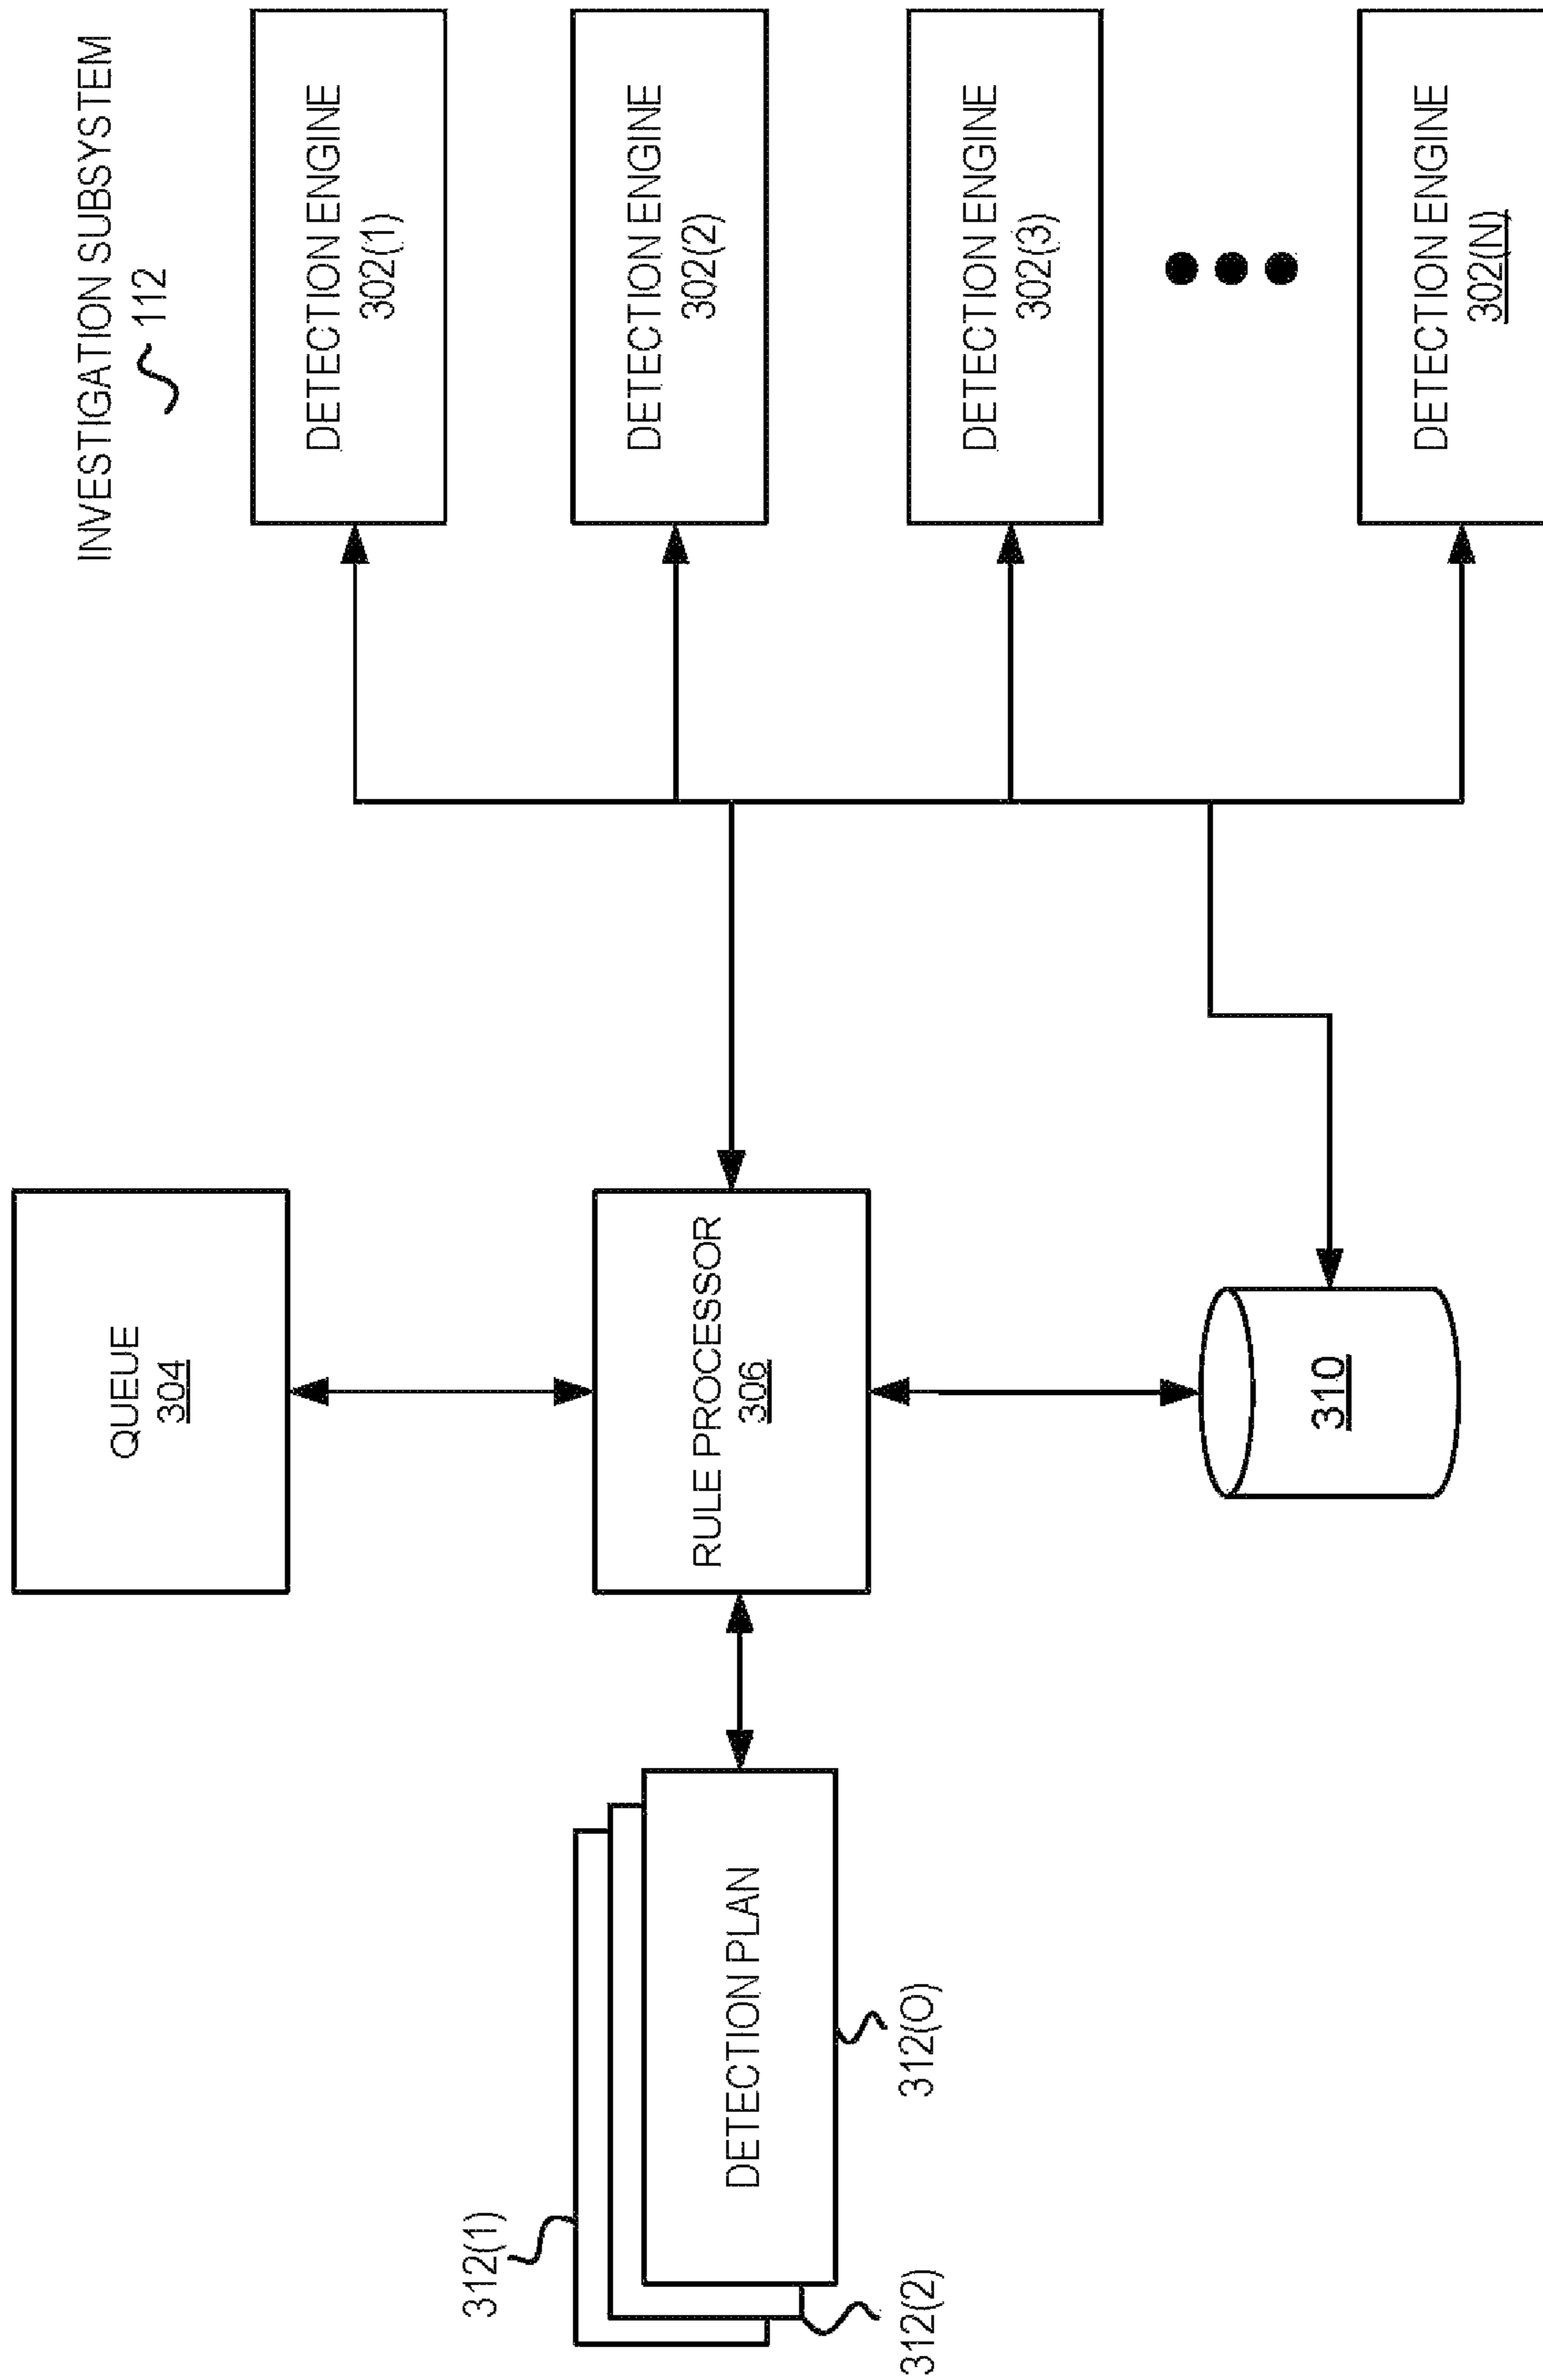 INVESTIGATION SUBSYSTEM
112
QUEUE
304
DETECTION ENGINE
302(1)
DETECTION ENGINE
302(2)
312(1)
DETECTION PLAN
312(2)
312(O)
RULE PROCESSOR
306
DETECTION ENGINE
302(3)
310
DETECTION ENGINE
302(N)